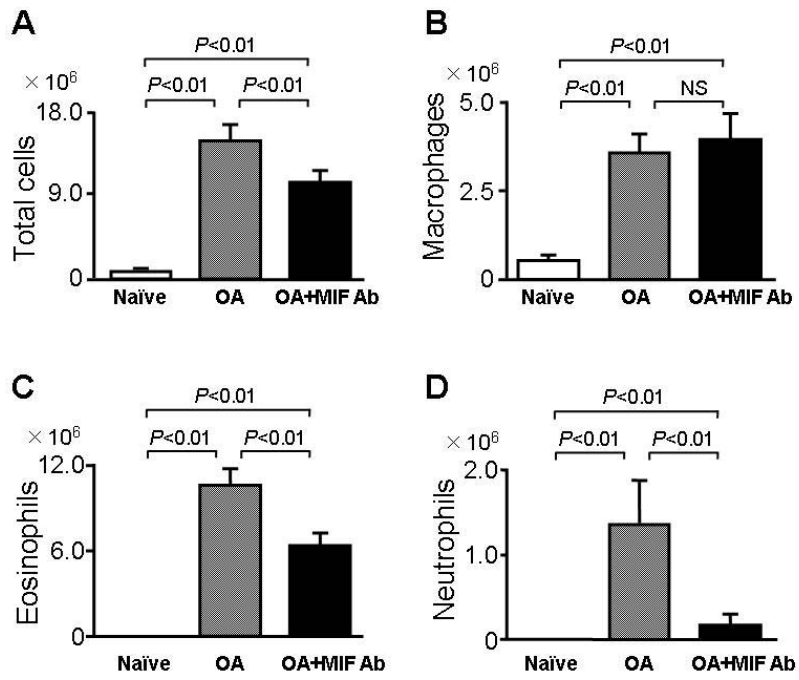 A
P<0.01
× 10⁶
P<0.01 P<0.01
18.0
9.0
0
Total cells
Naïve OA OA+MIF Ab
B
P<0.01
× 10⁶
P<0.01 NS
5.0
2.5
0
Macrophages
Naïve OA OA+MIF Ab
C
P<0.01
× 10⁶
P<0.01 P<0.01
12.0
6.0
0
Eosinophils
Naïve OA OA+MIF Ab
D
P<0.01
× 10⁶
P<0.01 P<0.01
2.0
1.0
0
Neutrophils
Naïve OA OA+MIF Ab